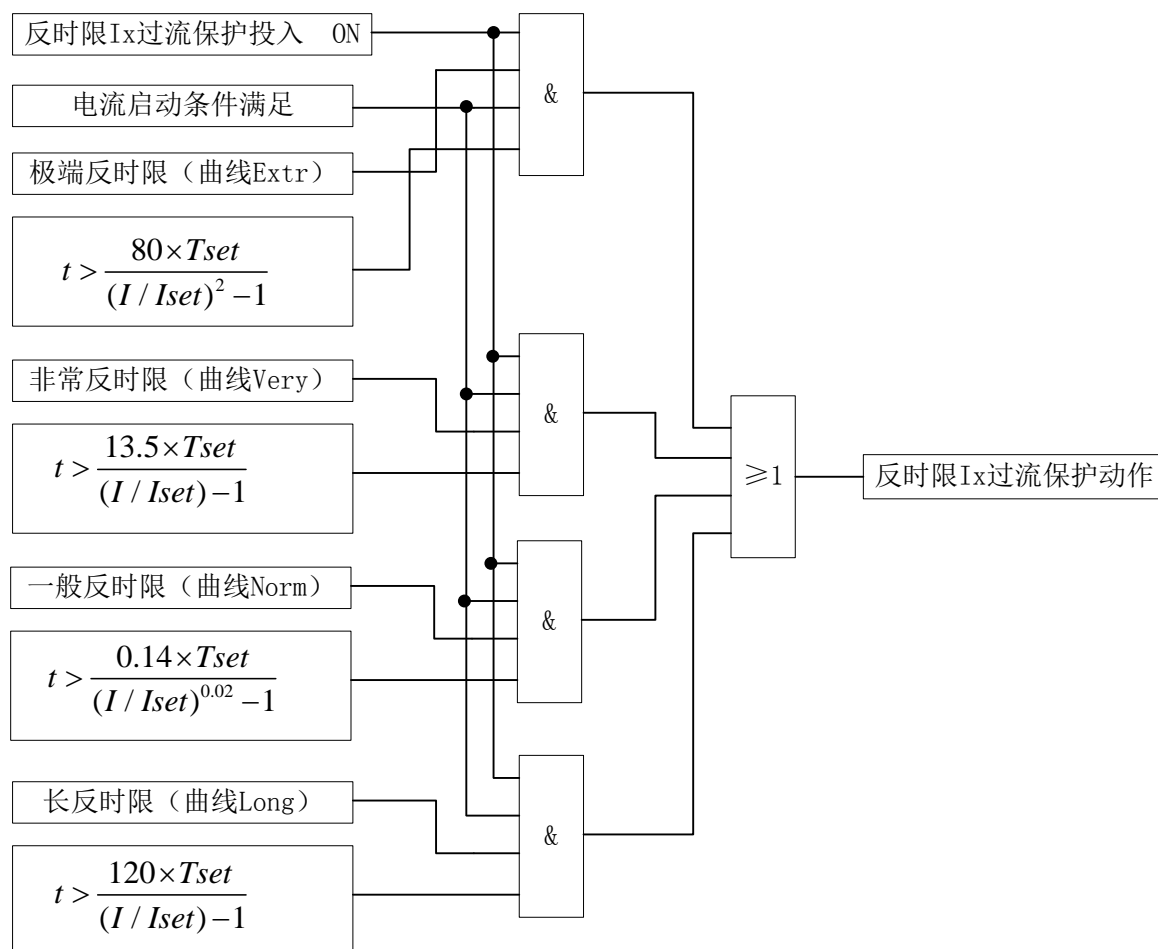 反时限Ix过流保护投入 ON
电流启动条件满足
极端反时限（曲线Extr）
t > 80×Tset / (I / Iset)² −1
非常反时限（曲线Very）
t > 13.5×Tset / (I / Iset) −1
一般反时限（曲线Norm）
t > 0.14×Tset / (I / Iset)^0.02 −1
长反时限（曲线Long）
t > 120×Tset / (I / Iset) −1
&
&
&
&
≥1
反时限Ix过流保护动作